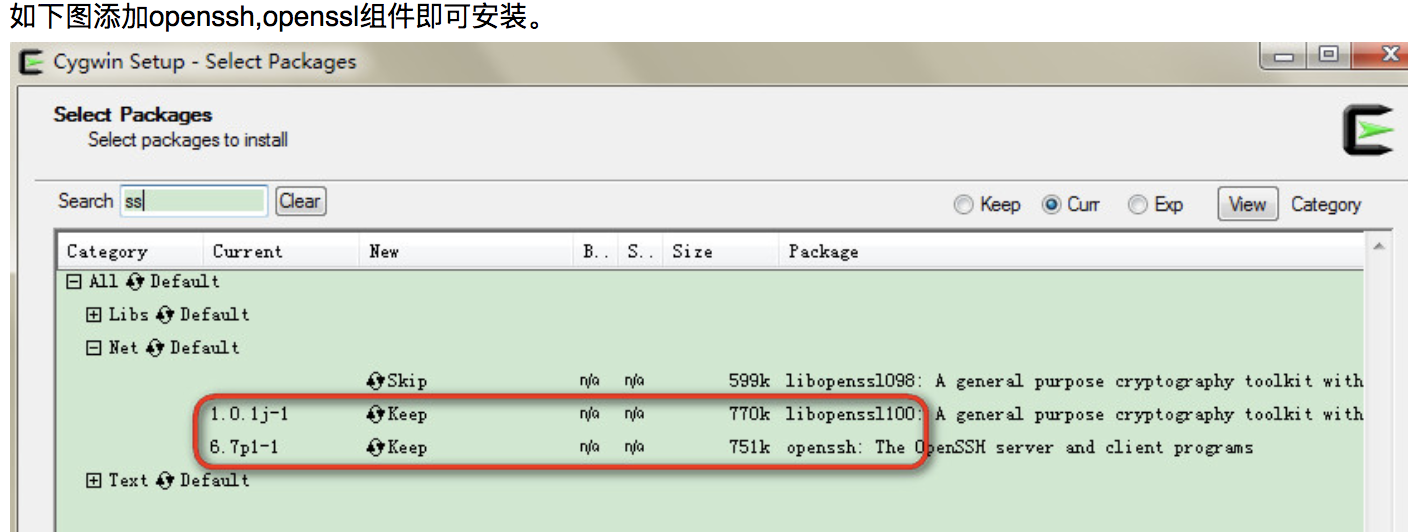 如下图添加openssh,openssl组件即可安装。
Cygwin Setup - Select Packages
Select Packages
Select packages to install
Search ss Clear Keep Curr Exp View Category
Category Current New B.. S.. Size Package
All Default
Libs Default
Net Default
Skip n/a n/a 599k libopenssl098: A general purpose cryptography toolkit with
1.0.1j-1 Keep n/a n/a 770k libopenssl100: A general purpose cryptography toolkit with
6.7p1-1 Keep n/a n/a 751k openssh: The OpenSSH server and client programs
Text Default